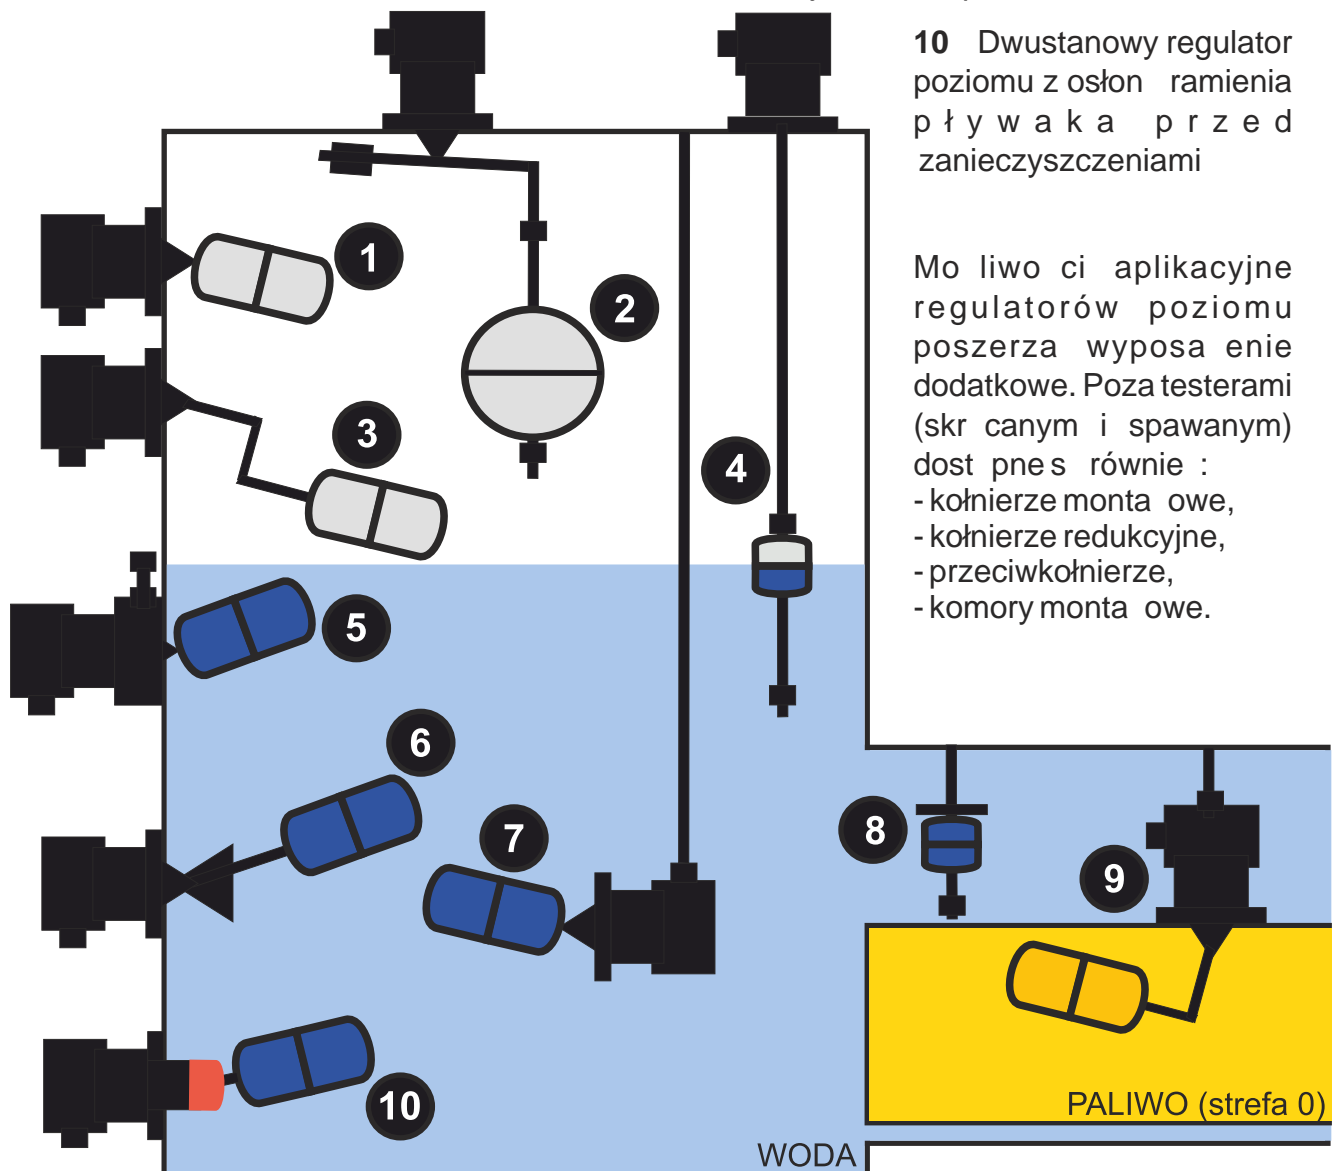 10 Dwustanowy regulator
poziomu z osłon ramienia
pływaka przed
zanieczyszczeniami
Mo liwo ci aplikacyjne
regulatorów poziomu
poszerza wyposa enie
dodatkowe. Poza testerami
(skr canym i spawanym)
dost pne s równie :
- kołnierze monta owe,
- kołnierze redukcyjne,
- przeciwkołnierze,
- komory monta owe.
1
2
3
4
5
6
7
8
9
10
PALIWO (strefa 0)
WODA